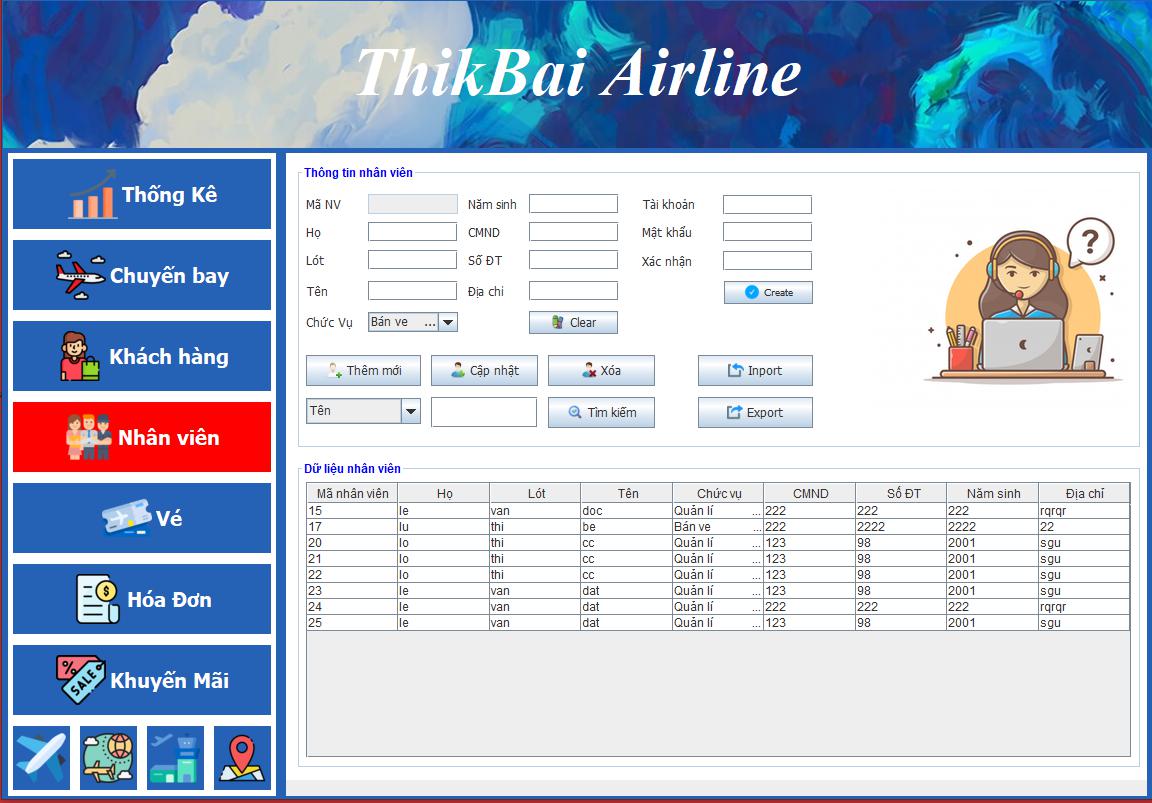 ThikBai Airline
Thống Kê
Chuyến bay
Khách hàng
Nhân viên
Vé
Hóa Đơn
Khuyến Mãi
SALE
Thông tin nhân viên
Mã NV Năm sinh Tài khoản
Họ CMND Mật khẩu
Lót Số ĐT Xác nhận
Tên Địa chỉ Create
Chức Vụ Bán ve ... Clear
Thêm mới Cập nhật Xóa Inport
Tên Tìm kiếm Export
Dữ liệu nhân viên
Mã nhân viên Họ Lót Tên Chức vụ CMND Số ĐT Năm sinh Địa chỉ
15 le van doc Quản lí ... 222 222 222 rqrqr
17 lu thi be Bán ve ... 222 2222 2222 22
20 lo thi cc Quản lí ... 123 98 2001 sgu
21 lo thi cc Quản lí ... 123 98 2001 sgu
22 lo thi cc Quản lí ... 123 98 2001 sgu
23 le van dat Quản lí ... 123 98 2001 sgu
24 le van dat Quản lí ... 222 222 222 rqrqr
25 le van dat Quản lí ... 123 98 2001 sgu